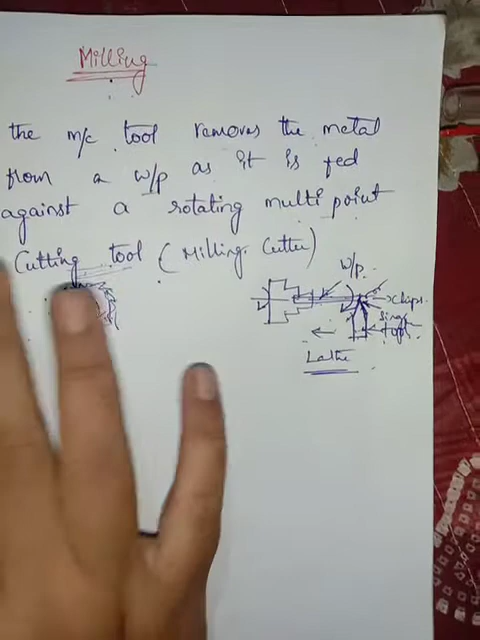 Milling
the m/c tool removes the metal
from a w/p as it is fed
against a rotating multi point
Cutting tool (Milling Cutter)
W/p.
chips.
Lathe